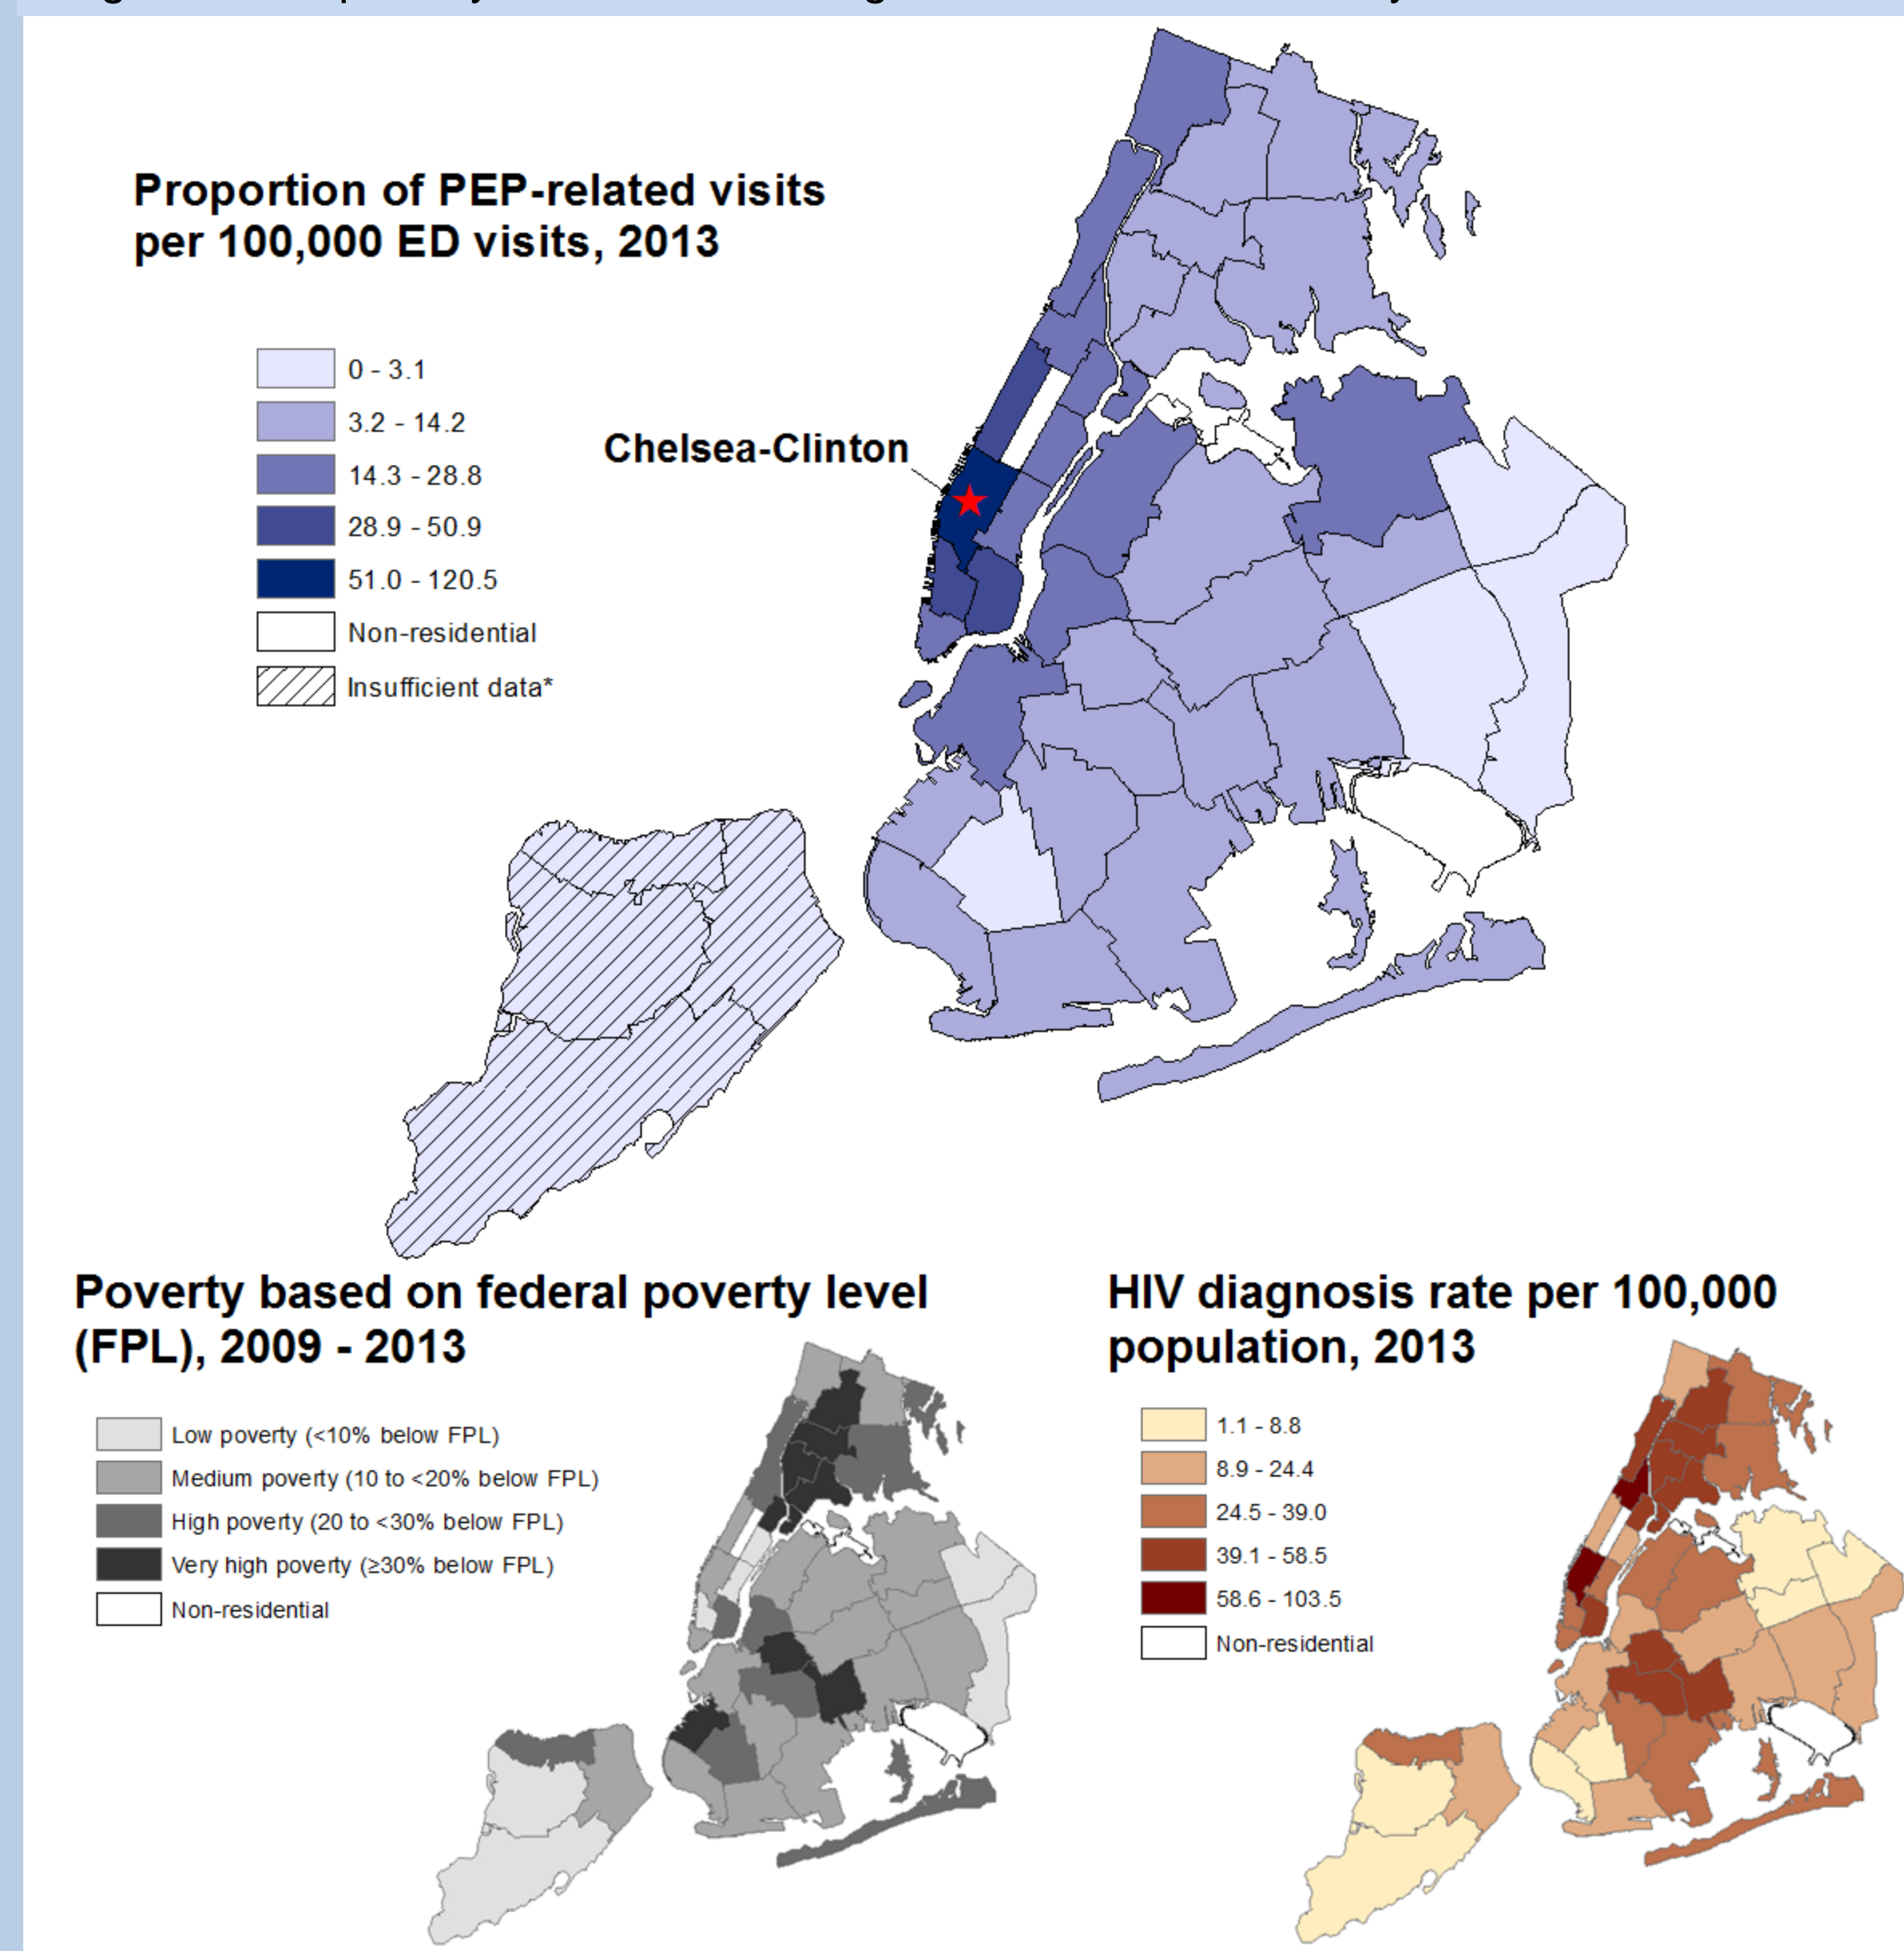 Proportion of PEP-related visits
per 100,000 ED visits, 2013
0 - 3.1
3.2 - 14.2
14.3 - 28.8
28.9 - 50.9
51.0 - 120.5
Non-residential
Insufficient data*
Chelsea-Clinton
Poverty based on federal poverty level
(FPL), 2009 - 2013
Low poverty (<10% below FPL)
Medium poverty (10 to <20% below FPL)
High poverty (20 to <30% below FPL)
Very high poverty (≥30% below FPL)
Non-residential
HIV diagnosis rate per 100,000
population, 2013
1.1 - 8.8
8.9 - 24.4
24.5 - 39.0
39.1 - 58.5
58.6 - 103.5
Non-residential